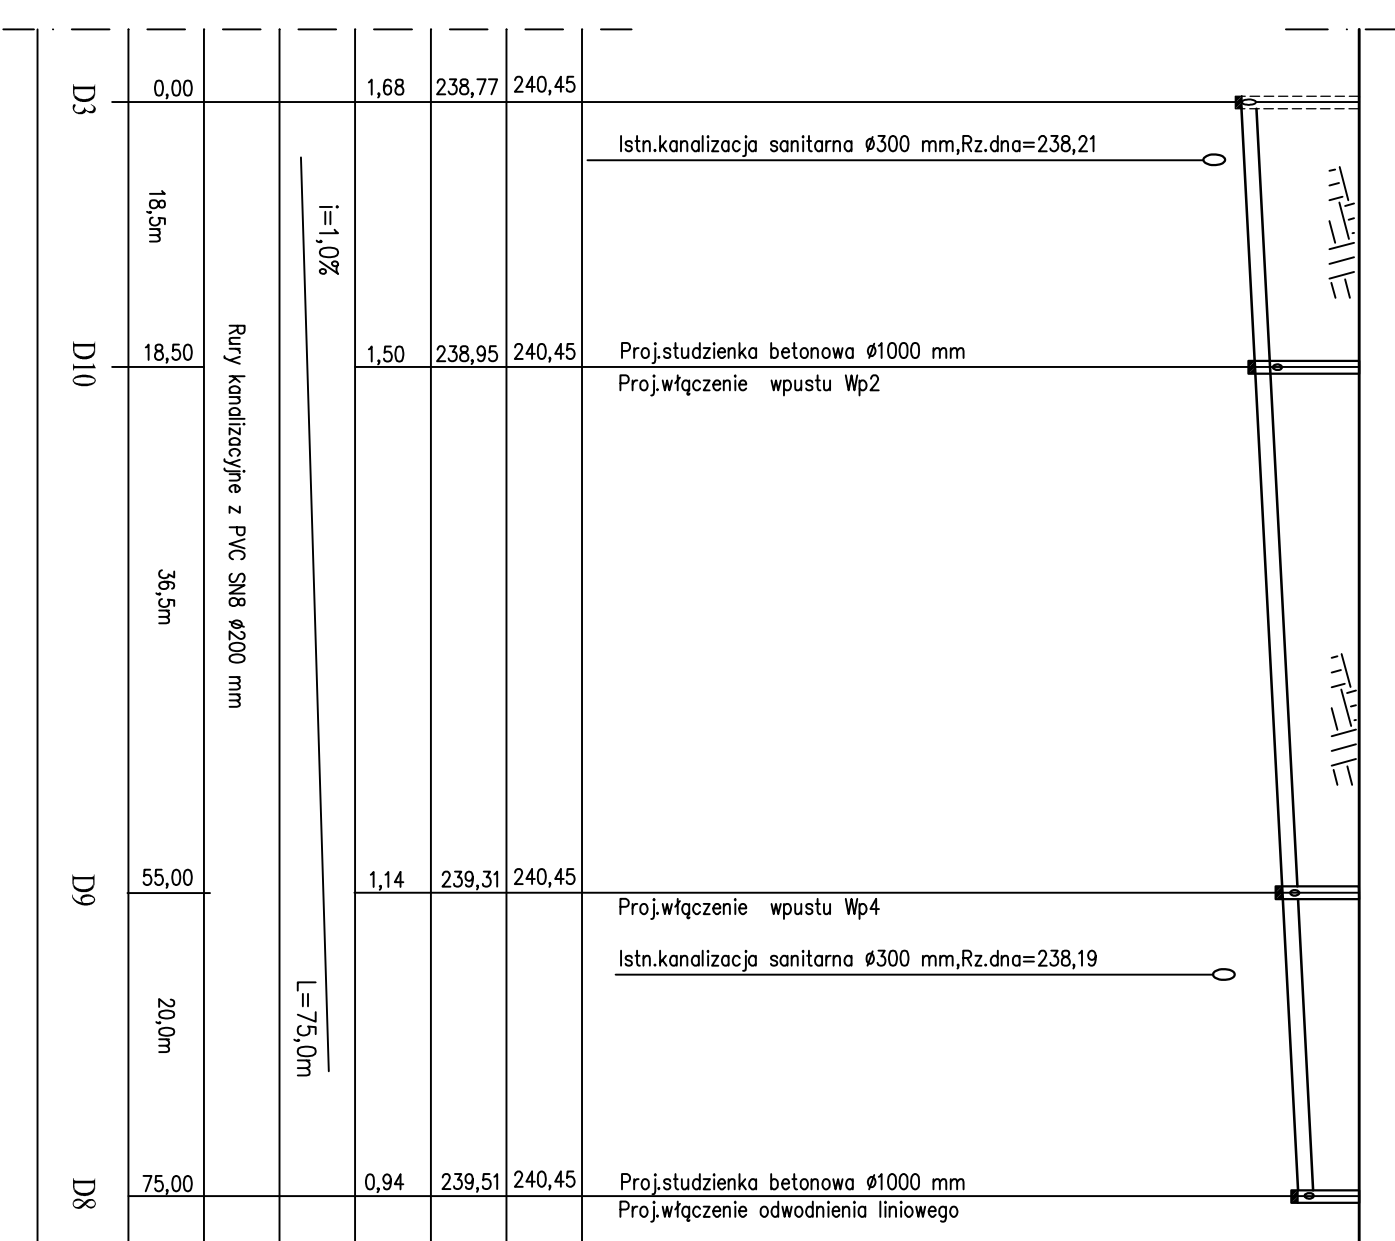 D3
0,00
1,68
238,77
240,45
Istn.kanalizacja sanitarna ø300 mm,Rz.dna=238,21
18,5m
i=1,0%
D10
18,50
1,50
238,95
240,45
Proj.studzienka betonowa ø1000 mm
Proj.włączenie wpustu Wp2
Rury kanalizacyjne z PVC SN8 ø200 mm
36,5m
D9
55,00
1,14
239,31
240,45
Proj.włączenie wpustu Wp4
Istn.kanalizacja sanitarna ø300 mm,Rz.dna=238,19
20,0m
L=75,0m
D8
75,00
0,94
239,51
240,45
Proj.studzienka betonowa ø1000 mm
Proj.włączenie odwodnienia liniowego